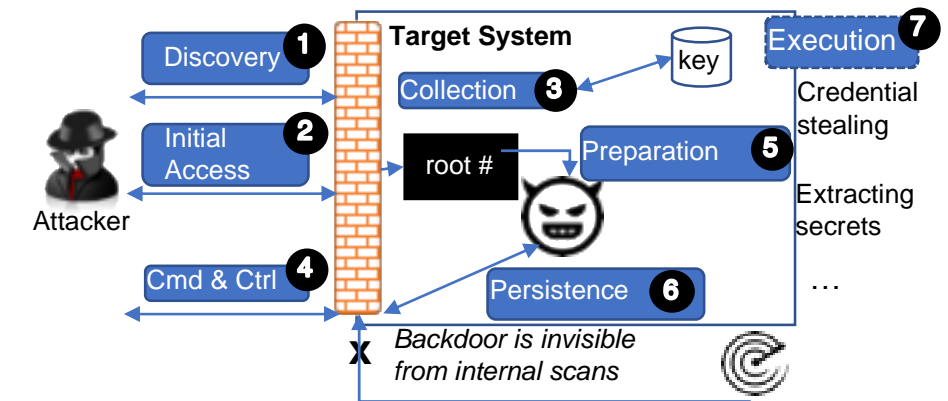 Discovery
1
Initial
Access
2
Attacker
Cmd & Ctrl
4
Target System
Collection
3
key
root #
Preparation
5
Persistence
6
Execution
7
Credential
stealing
Extracting
secrets
...
x
Backdoor is invisible
from internal scans